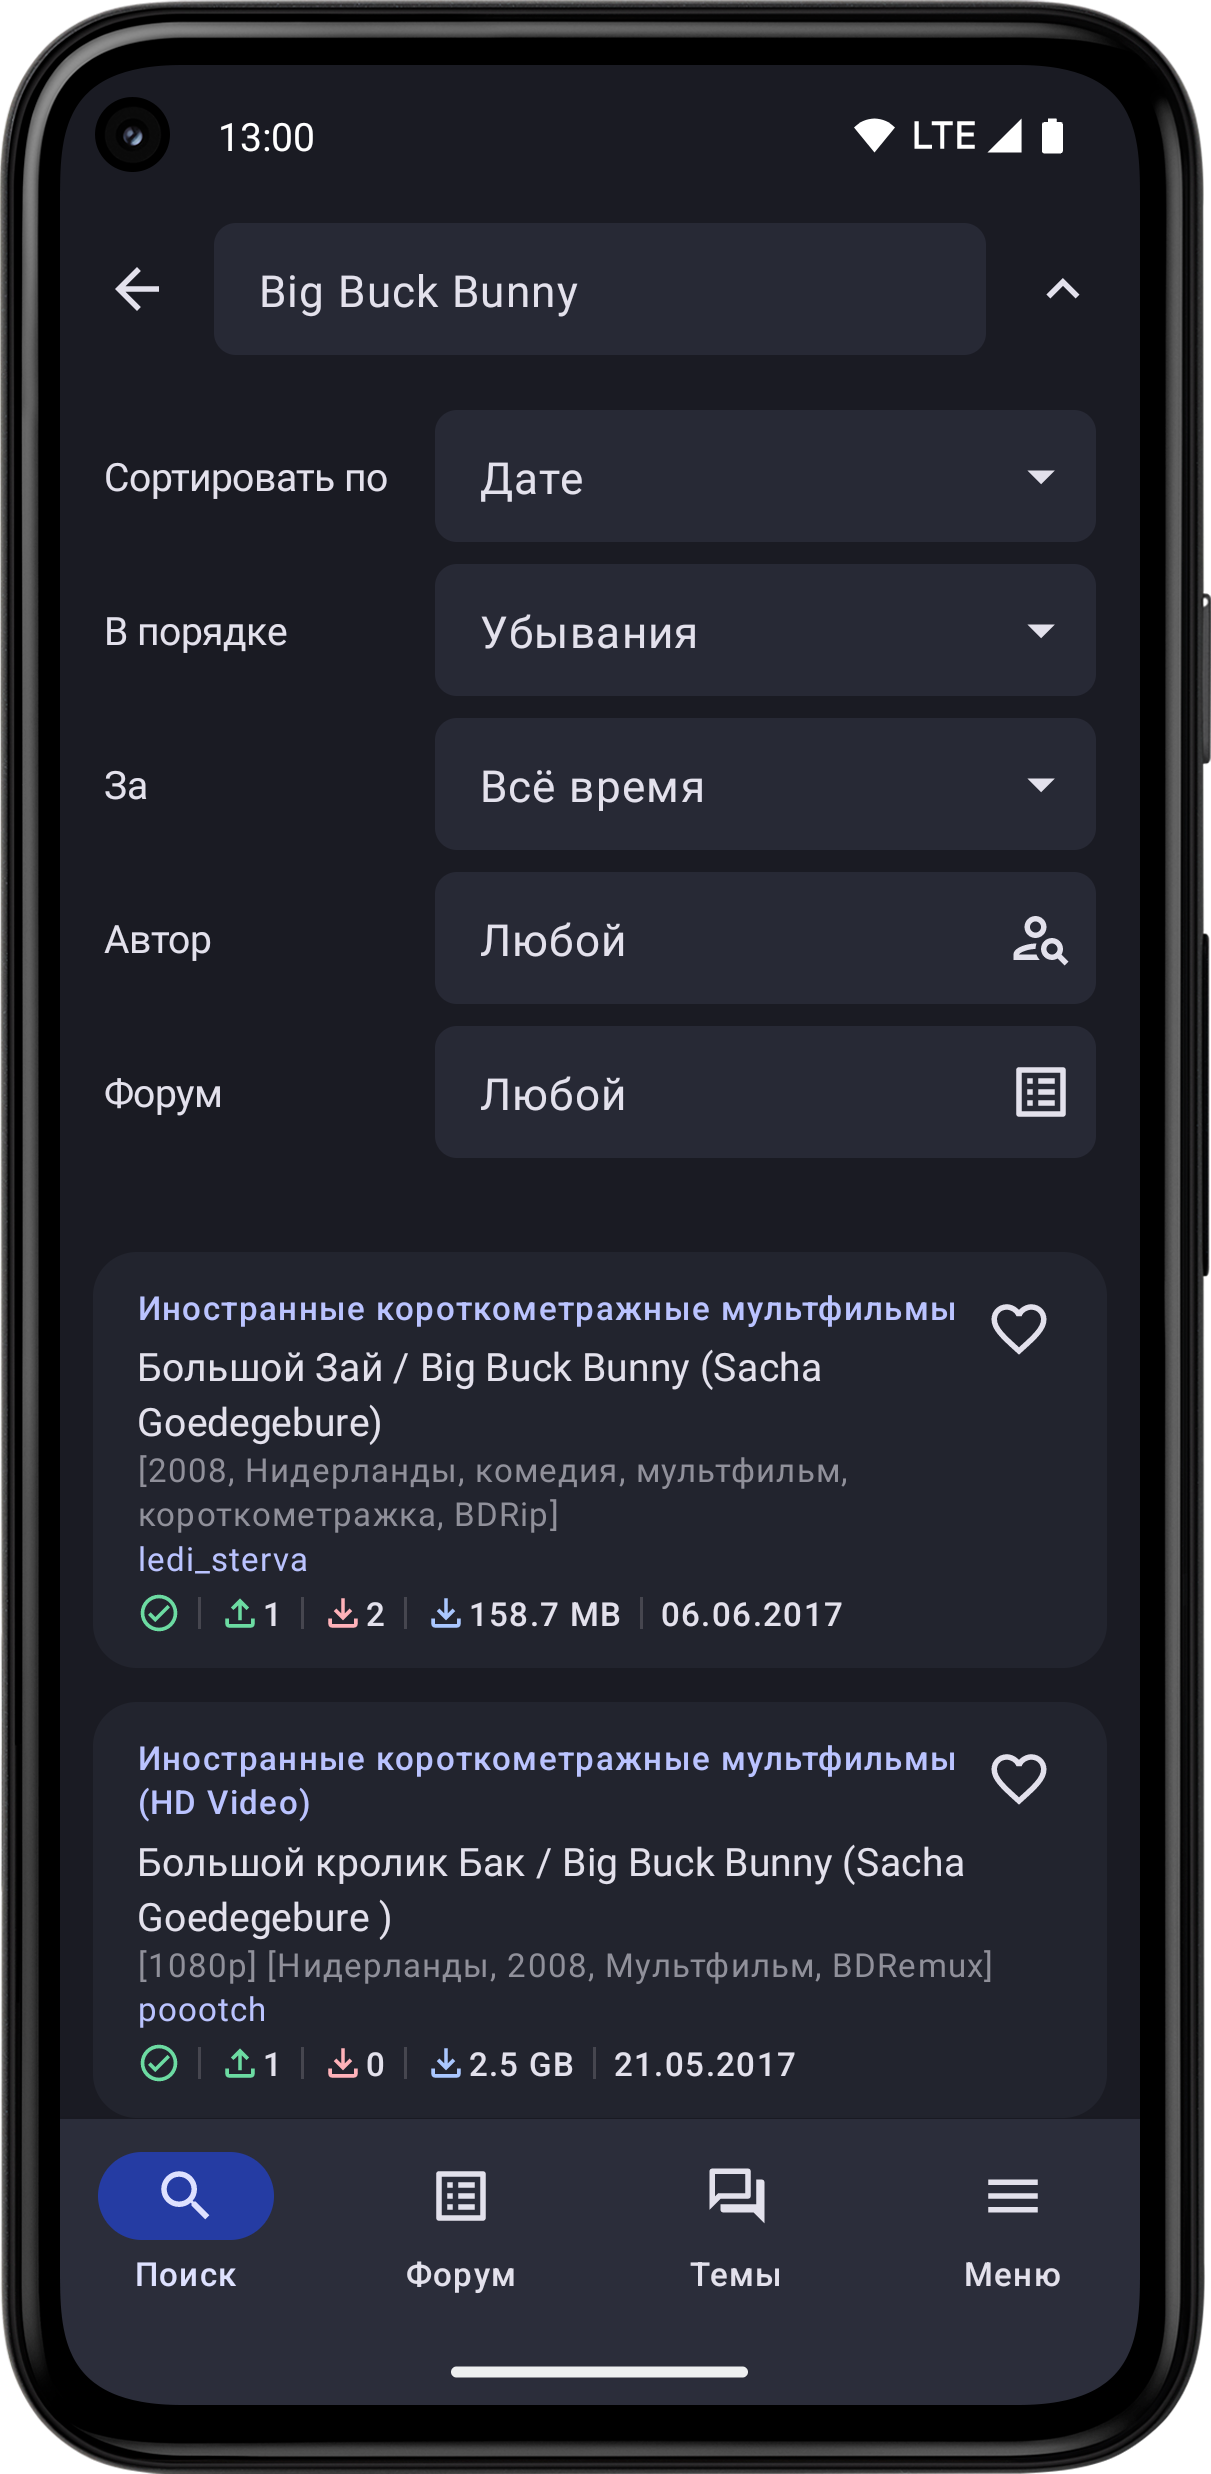 13:00 LTE
Big Buck Bunny
Сортировать по Дате
В порядке Убывания
За Всё время
Автор Любой
Форум Любой
Иностранные короткометражные мультфильмы
Большой Зай / Big Buck Bunny (Sacha
Goedegebure)
[2008, Нидерланды, комедия, мультфильм,
короткометражка, BDRip]
ledi_sterva
1 2 158.7 MB 06.06.2017
Иностранные короткометражные мультфильмы
(HD Video)
Большой кролик Бак / Big Buck Bunny (Sacha
Goedegebure )
[1080p] [Нидерланды, 2008, Мультфильм, BDRemux]
poootch
1 0 2.5 GB 21.05.2017
Поиск Форум Темы Меню